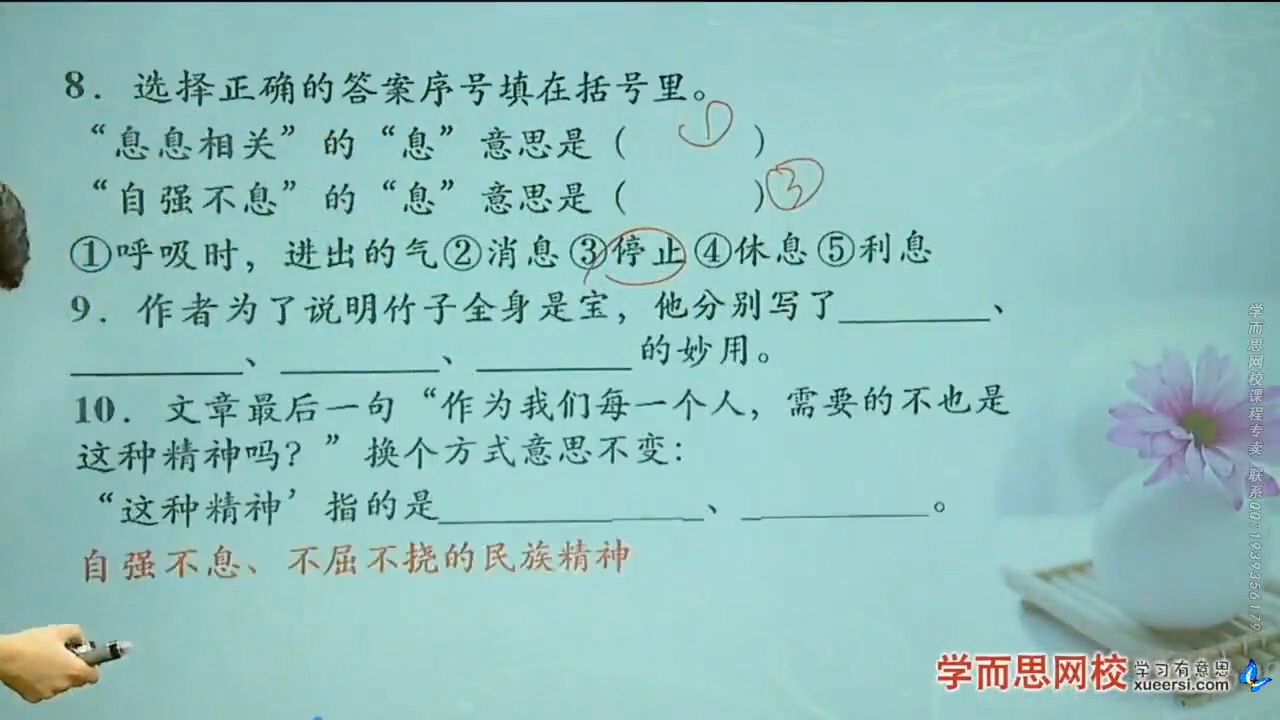 8．选择正确的答案序号填在括号里。
“息息相关”的“息”意思是（ 1 ）
“自强不息”的“息”意思是（ ）③
①呼吸时，进出的气②消息③停止④休息⑤利息
9．作者为了说明竹子全身是宝，他分别写了________、
________、________、________的妙用。
10．文章最后一句“作为我们每一个人，需要的不也是
这种精神吗？”换个方式意思不变：
“这种精神’指的是____________、_________。
自强不息、不屈不挠的民族精神
学而思网校 学习有意思
xueersi.com
学而思网校课程专卖 联系QQ:1939356179